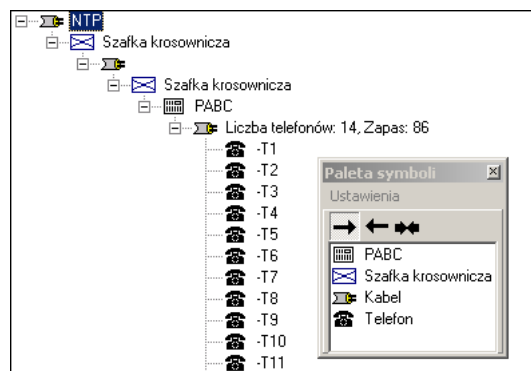 NTP
Szafka krosownicza
Szafka krosownicza
PABC
Liczba telefonów: 14, Zapas: 86
-T1
-T2
-T3
-T4
-T5
-T6
-T7
-T8
-T9
-T10
-T11
Paleta symboli
Ustawienia
PABC
Szafka krosownicza
Kabel
Telefon